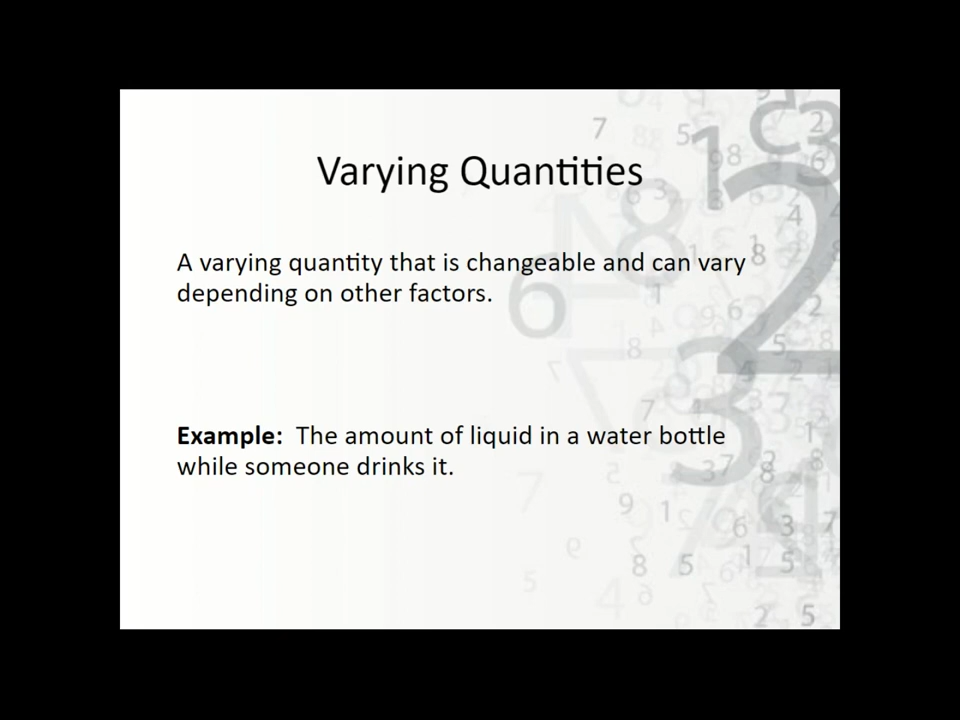 Varying Quantities
A varying quantity that is changeable and can vary
depending on other factors.
Example: The amount of liquid in a water bottle
while someone drinks it.